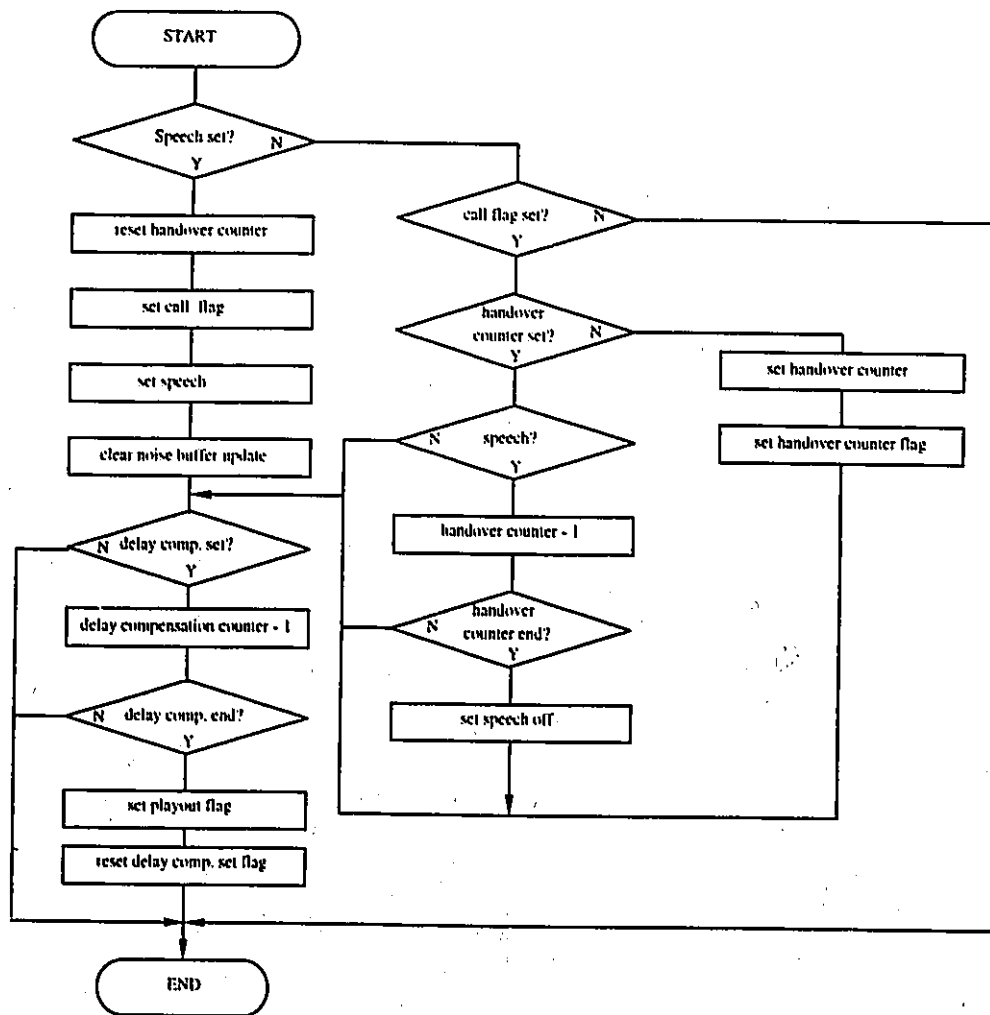 START
Speech set?
N
Y
reset handover counter
set call flag
set speech
clear noise buffer update
N
delay comp. set?
Y
delay compensation counter - 1
N
delay comp. end?
Y
set playout flag
reset delay comp. set flag
END
call flag set?
N
Y
handover
counter set?
N
Y
N
speech?
Y
handover counter - 1
handover
N
counter end?
Y
set speech off
set handover counter
set handover counter flag